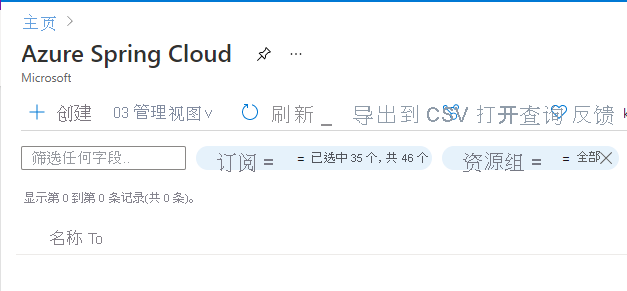 主页
Azure Spring Cloud
Microsoft
创建 03 管理视图 刷新 _ 导出到 CSV 打开查询 反馈
筛选任何字段.. 订阅 = = 已选中 35 个, 共 46 个 资源组 = = 全部
显示第 0 到第 0 条记录(共 0 条)。
名称 To